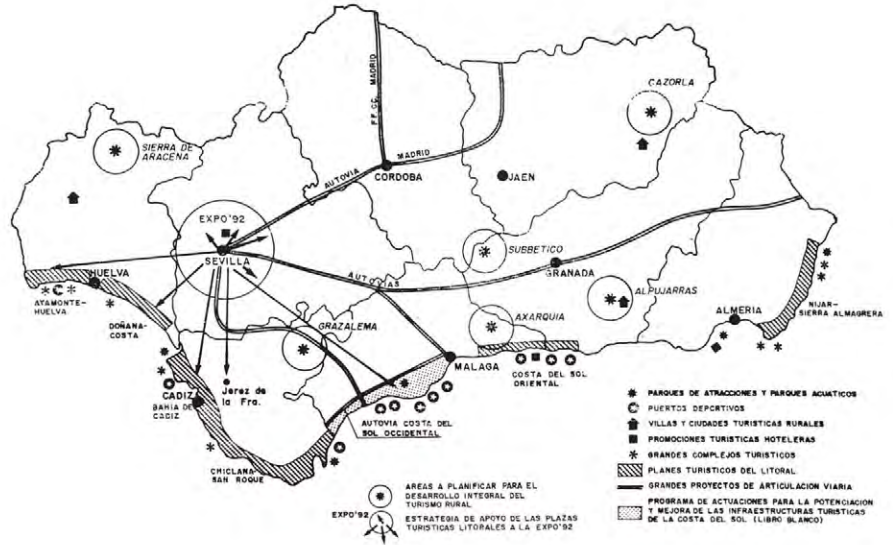 FF.CC. MADRID
CAZORLA
SIERRA DE
ARACENA
AUTOVIA MADRID
CORDOBA
JAEN
EXPO'92
SEVILLA
SUBBETICO
HUELVA
AUTOVIAS
GRANADA
AYAMONTE-
HUELVA
ALPUJARRAS
GRAZALEMA
AXARQUIA
ALMERIA
NIJAR-
SIERRA ALMAGRERA
DOÑANA-
COSTA
MALAGA
COSTA DEL SOL
ORIENTAL
CADIZ
BAHIA DE
CADIZ
Jerez de
la Fra.
AUTOVIA COSTA DEL
SOL OCCIDENTAL
CHICLANA-
SAN ROQUE
PARQUES DE ATRACCIONES Y PARQUES ACUATICOS
PUERTOS DEPORTIVOS
VILLAS Y CIUDADES TURISTICAS RURALES
PROMOCIONES TURISTICAS HOTELERAS
GRANDES COMPLEJOS TURISTICOS
PLANES TURISTICOS DEL LITORAL
GRANDES PROYECTOS DE ARTICULACION VIARIA
PROGRAMA DE ACTUACIONES PARA LA POTENCIACION
Y MEJORA DE LAS INFRAESTRUCTURAS TURISTICAS
DE LA COSTA DEL SOL (LIBRO BLANCO)
AREAS A PLANIFICAR PARA EL
DESARROLLO INTEGRAL DEL
TURISMO RURAL
EXPO'92
ESTRATEGIA DE APOYO DE LAS PLAZAS
TURISTICAS LITORALES A LA EXPO'92